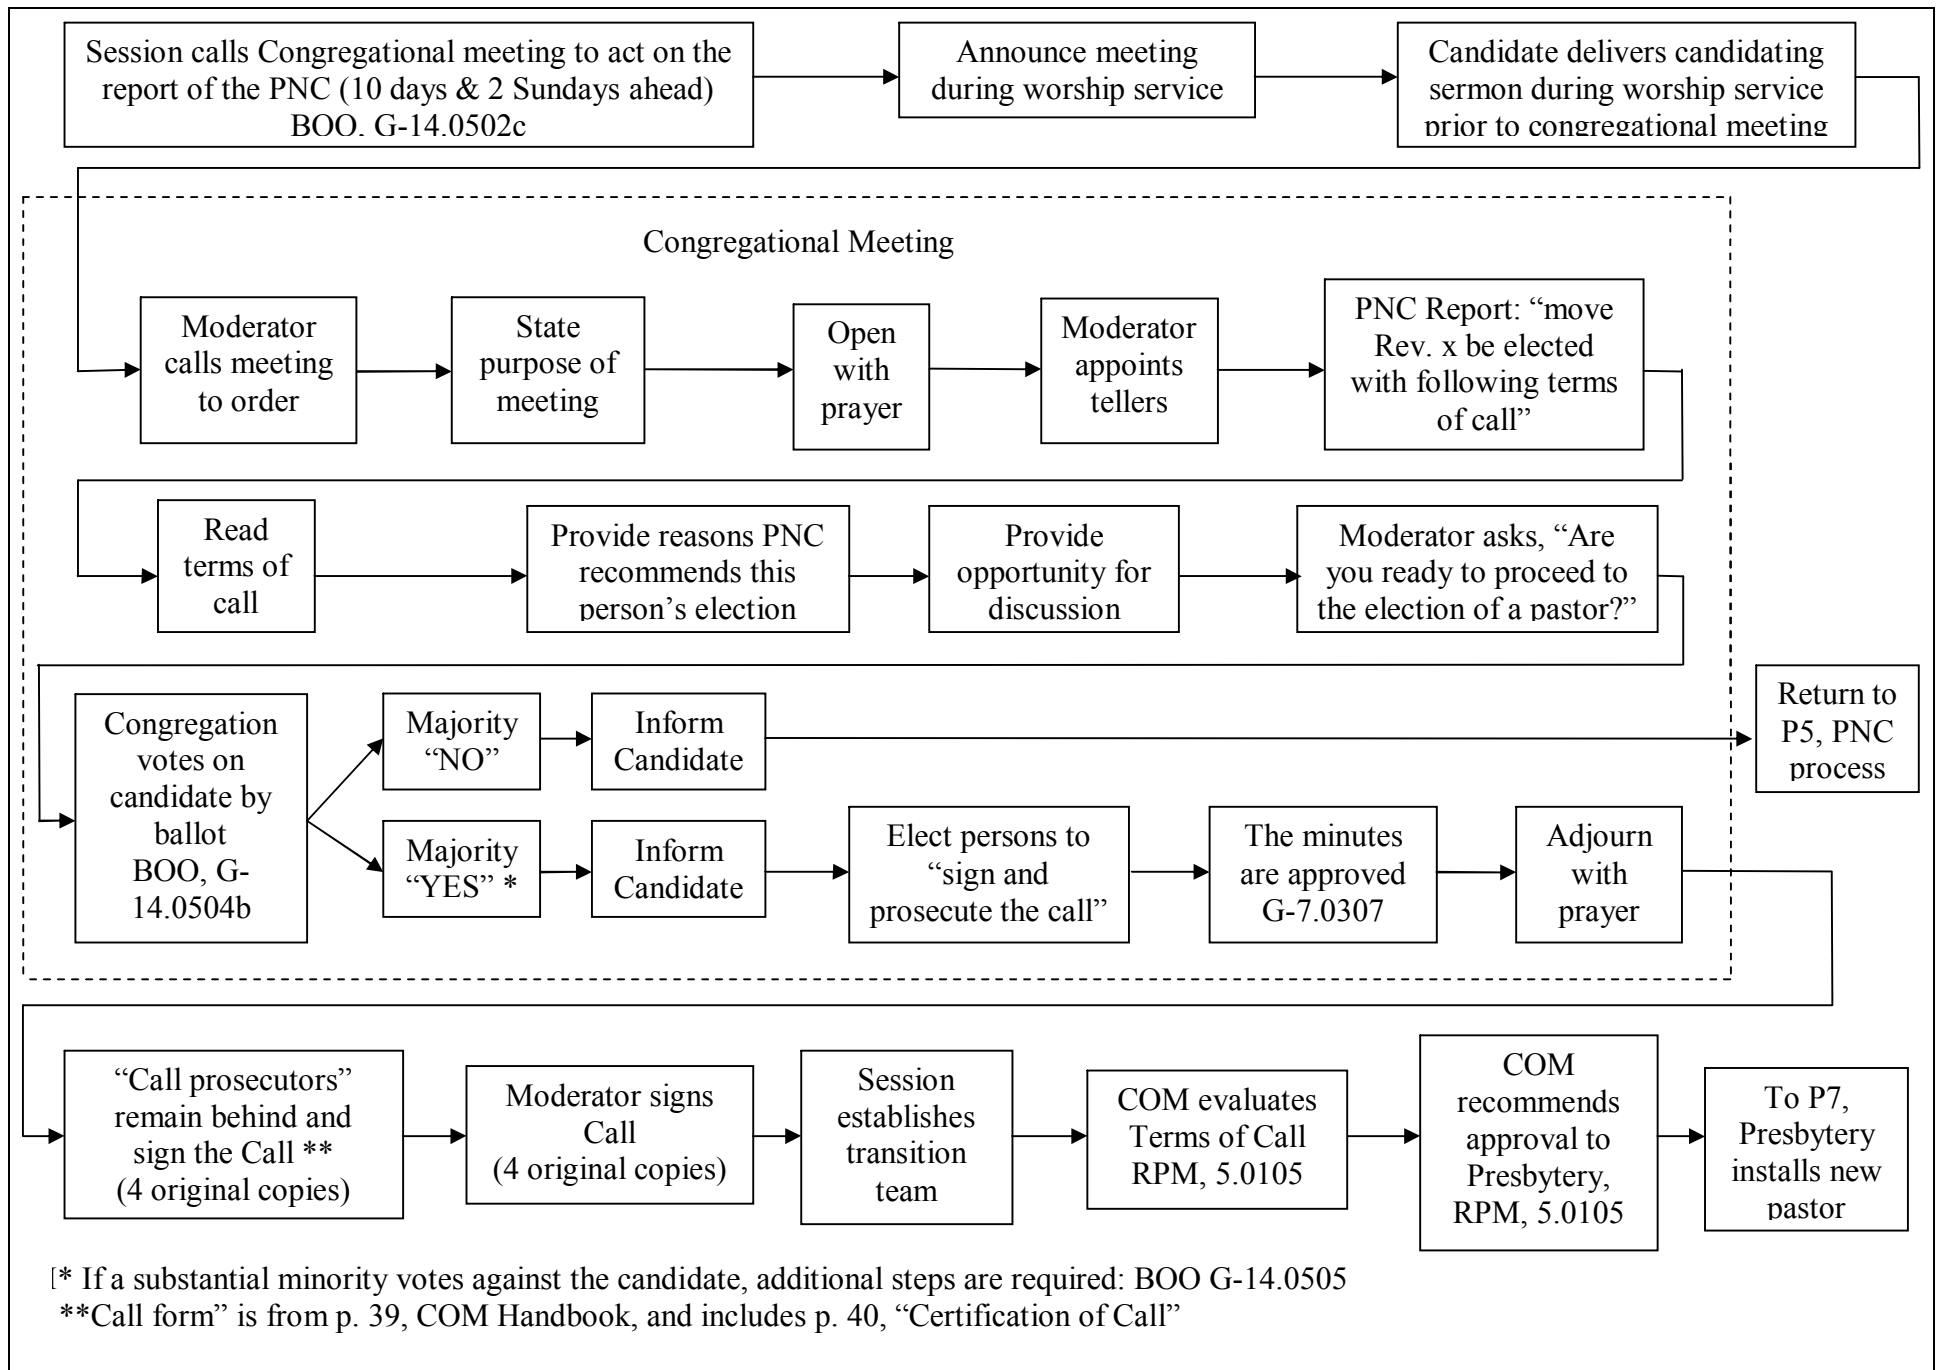 Session calls Congregational meeting to act on the
report of the PNC (10 days & 2 Sundays ahead)
BOO, G-14.0502c
Announce meeting
during worship service
Candidate delivers candidating
sermon during worship service
prior to congregational meeting
Congregational Meeting
Moderator
calls meeting
to order
State
purpose of
meeting
Open
with
prayer
Moderator
appoints
tellers
PNC Report: “move
Rev. x be elected
with following terms
of call”
Read
terms of
call
Provide reasons PNC
recommends this
person’s election
Provide
opportunity for
discussion
Moderator asks, “Are
you ready to proceed to
the election of a pastor?”
Congregation
votes on
candidate by
ballot
BOO, G-
14.0504b
Majority
“NO”
Inform
Candidate
Return to
P5, PNC
process
Majority
“YES” *
Inform
Candidate
Elect persons to
“sign and
prosecute the call”
The minutes
are approved
G-7.0307
Adjourn
with
prayer
“Call prosecutors”
remain behind and
sign the Call **
(4 original copies)
Moderator signs
Call
(4 original copies)
Session
establishes
transition
team
COM evaluates
Terms of Call
RPM, 5.0105
COM
recommends
approval to
Presbytery,
RPM, 5.0105
To P7,
Presbytery
installs new
pastor
* If a substantial minority votes against the candidate, additional steps are required: BOO G-14.0505
**Call form” is from p. 39, COM Handbook, and includes p. 40, “Certification of Call”